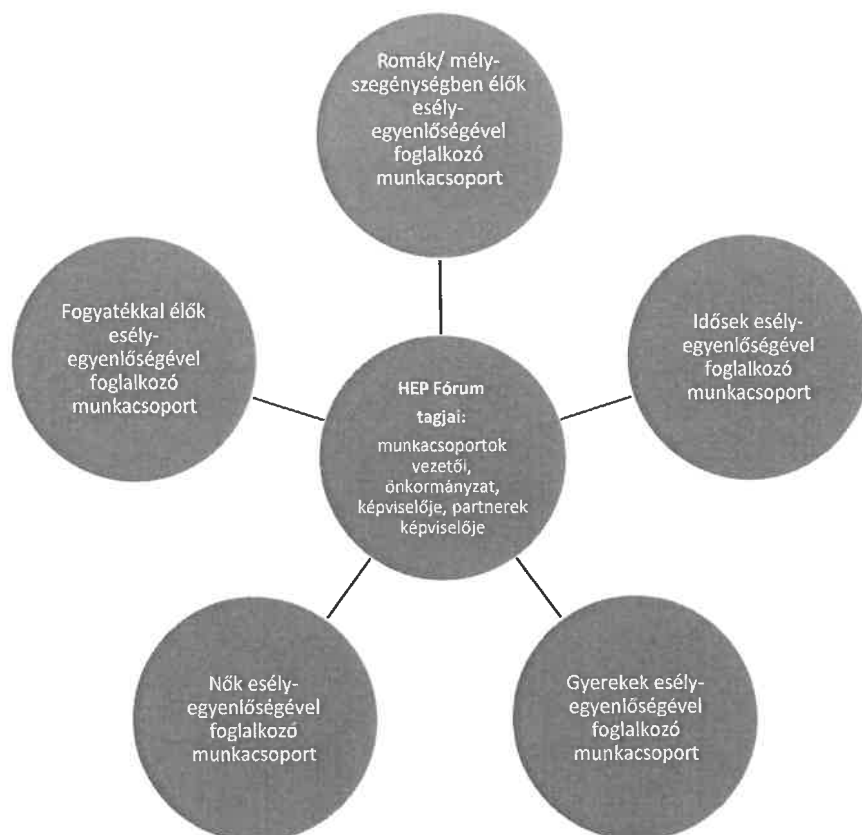 Romák/ mély-
szegénységben élők
esély-
egyenlőségével
foglalkozó
munkacsoport
Fogyatékkal élők
esély-
egyenlőségével
foglalkozó
munkacsoport
Idősek esély-
egyenlőségével
foglalkozó
munkacsoport
HEP Fórum
tagjai:
munkacsoportok
vezetői,
önkormányzat,
képviselője, partnerek
képviselője
Nők esély-
egyenlőségével
foglalkozó
munkacsoport
Gyerekek esély-
egyenlőségével
foglalkozó
munkacsoport